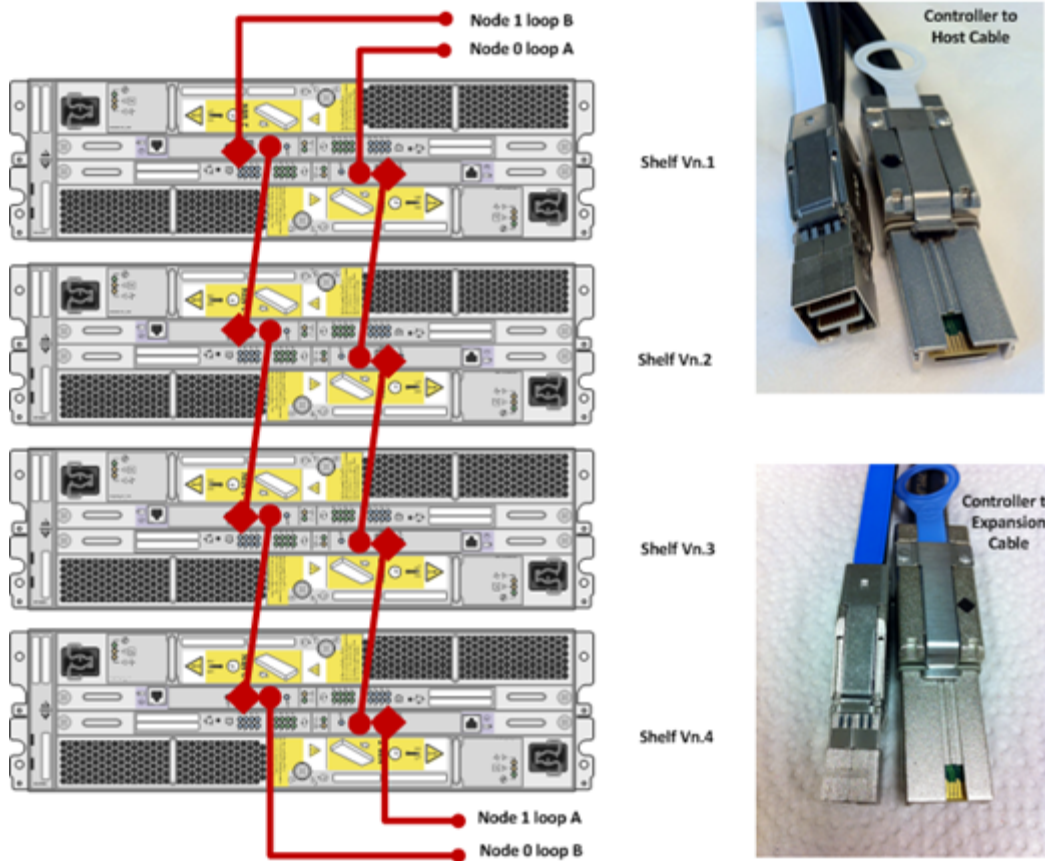 Node 1 loop B
Node 0 loop A
Controller to
Host Cable
Shelf Vn.1
Shelf Vn.2
Controller t
Expansion
Cable
Shelf Vn.3
Shelf Vn.4
Node 1 loop A
Node 0 loop B